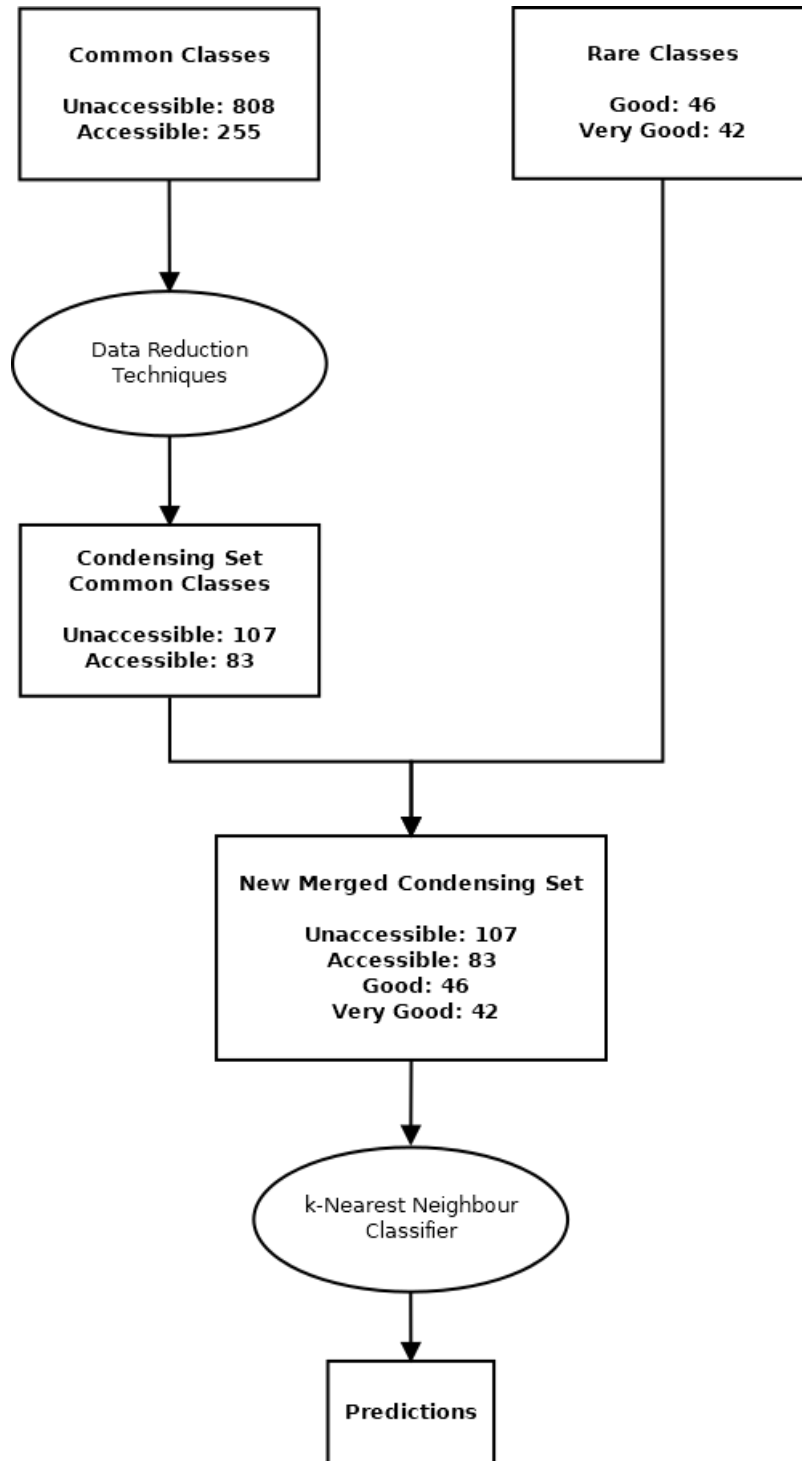 Common Classes
Unaccessible: 808
Accessible: 255
Rare Classes
Good: 46
Very Good: 42
Data Reduction
Techniques
Condensing Set
Common Classes
Unaccessible: 107
Accessible: 83
New Merged Condensing Set
Unaccessible: 107
Accessible: 83
Good: 46
Very Good: 42
k-Nearest Neighbour
Classifier
Predictions